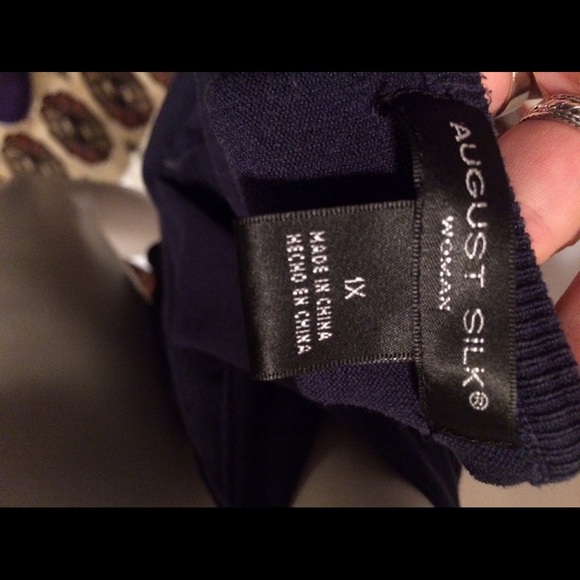 AUGUST SILK®
WOMAN
1X
MADE IN CHINA
HECHO EN CHINA